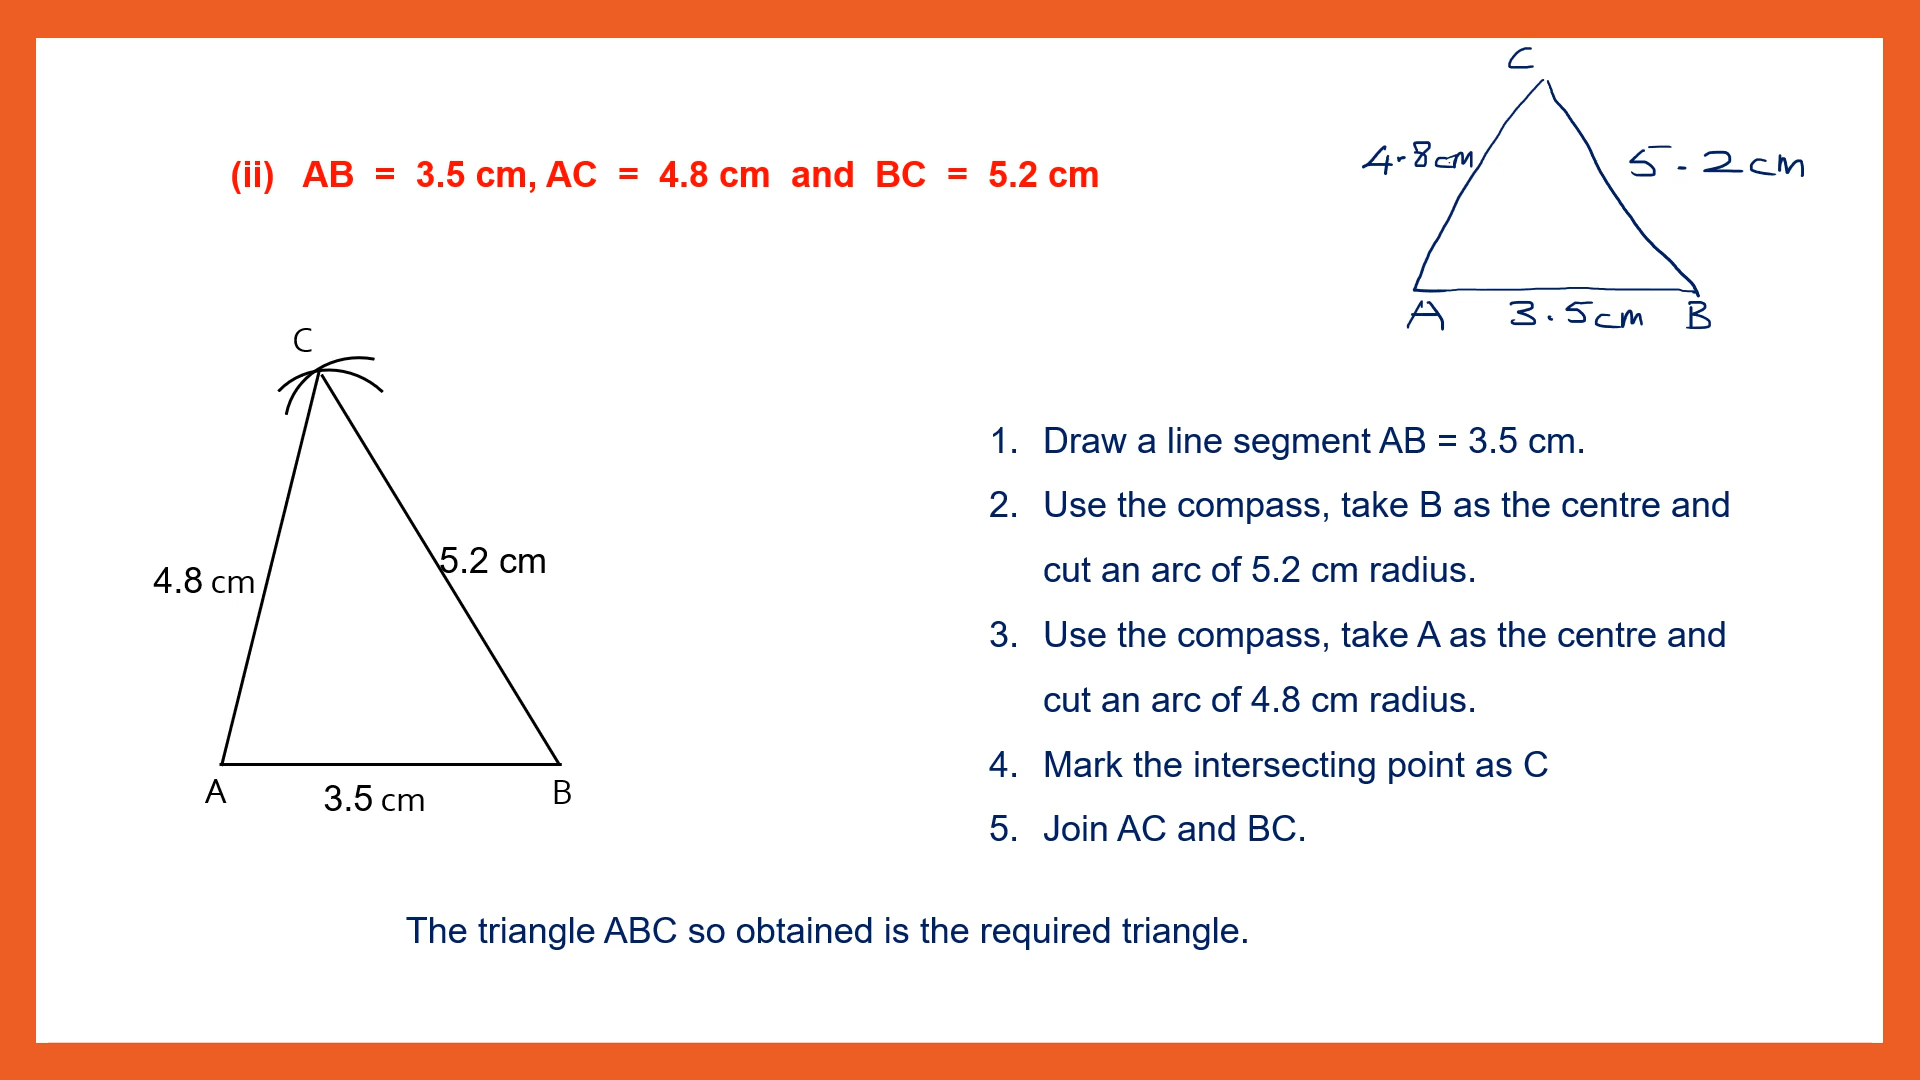 C
4.8cm
5.2cm
A 3.5cm B
(ii) AB = 3.5 cm, AC = 4.8 cm and BC = 5.2 cm
C
4.8 cm
5.2 cm
A
3.5 cm
B
1. Draw a line segment AB = 3.5 cm.
2. Use the compass, take B as the centre and
cut an arc of 5.2 cm radius.
3. Use the compass, take A as the centre and
cut an arc of 4.8 cm radius.
4. Mark the intersecting point as C
5. Join AC and BC.
The triangle ABC so obtained is the required triangle.